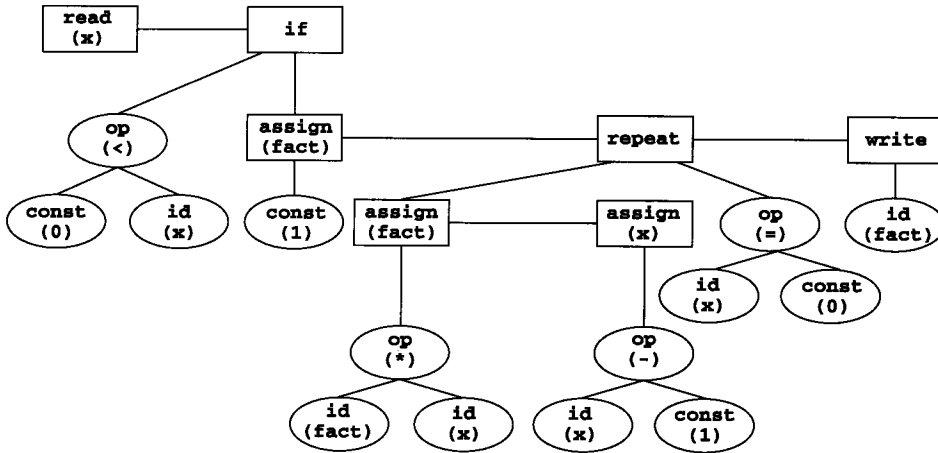 read
(x)
if
op
(<)
assign
(fact)
repeat
write
const
(0)
id
(x)
const
(1)
assign
(fact)
assign
(x)
op
(=)
id
(fact)
id
(x)
const
(0)
op
(*)
op
(-)
id
(fact)
id
(x)
id
(x)
const
(1)